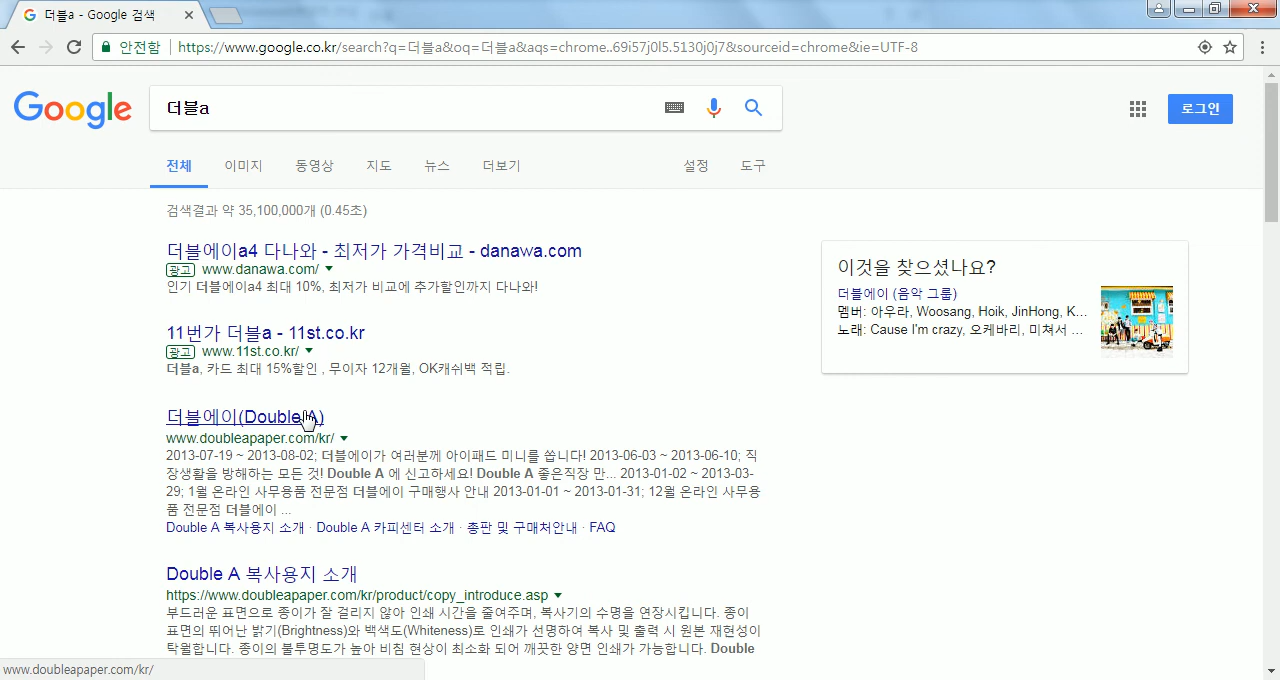 더블a - Google 검색
안전함 https://www.google.co.kr/search?q=더블a&oq=더블a&aqs=chrome..69i57j0l5.5130j0j7&sourceid=chrome&ie=UTF-8
Google
더블a
로그인
전체 이미지 동영상 지도 뉴스 더보기 설정 도구
검색결과 약 35,100,000개 (0.45초)
더블에이a4 다나와 - 최저가 가격비교 - danawa.com
광고 www.danawa.com/
인기 더블에이a4 최대 10%, 최저가 비교에 추가할인까지 다나와!
11번가 더블a - 11st.co.kr
광고 www.11st.co.kr/
더블a, 카드 최대 15%할인 , 무이자 12개월, OK캐쉬백 적립.
더블에이(Double A)
www.doubleapaper.com/kr/
2013-07-19 ~ 2013-08-02; 더블에이가 여러분께 아이패드 미니를 쏩니다! 2013-06-03 ~ 2013-06-10; 직
장생활을 방해하는 모든 것! Double A 에 신고하세요! Double A 좋은직장 만... 2013-01-02 ~ 2013-03-
29; 1월 온라인 사무용품 전문점 더블에이 구매행사 안내 2013-01-01 ~ 2013-01-31; 12월 온라인 사무용
품 전문점 더블에이 ...
Double A 복사용지 소개 · Double A 카피센터 소개 · 총판 및 구매처안내 · FAQ
Double A 복사용지 소개
https://www.doubleapaper.com/kr/product/copy_introduce.asp
부드러운 표면으로 종이가 잘 걸리지 않아 인쇄 시간을 줄여주며, 복사기의 수명을 연장시킵니다. 종이
표면의 뛰어난 밝기(Brightness)와 백색도(Whiteness)로 인쇄가 선명하여 복사 및 출력 시 원본 재현성이
탁월합니다. 종이의 불투명도가 높아 비침 현상이 최소화 되어 깨끗한 양면 인쇄가 가능합니다. Double
이것을 찾으셨나요?
더블에이 (음악 그룹)
멤버: 아우라, Woosang, Hoik, JinHong, K...
노래: Cause I'm crazy, 오케바리, 미쳐서 ...
www.doubleapaper.com/kr/